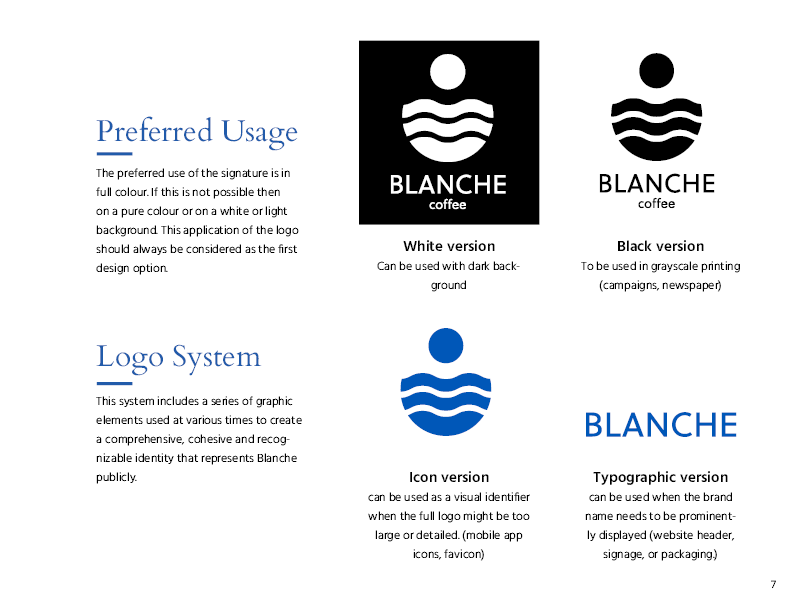 Preferred Usage
The preferred use of the signature is in
full colour. If this is not possible then
on a pure colour or on a white or light
background. This application of the logo
should always be considered as the first
design option.
BLANCHE
coffee
White version
Can be used with dark back-
ground
BLANCHE
coffee
Black version
To be used in grayscale printing
(campaigns, newspaper)
Logo System
This system includes a series of graphic
elements used at various times to create
a comprehensive, cohesive and recog-
nizable identity that represents Blanche
publicly.
Icon version
can be used as a visual identifier
when the full logo might be too
large or detailed. (mobile app
icons, favicon)
BLANCHE
Typographic version
can be used when the brand
name needs to be prominent-
ly displayed (website header,
signage, or packaging.)
7